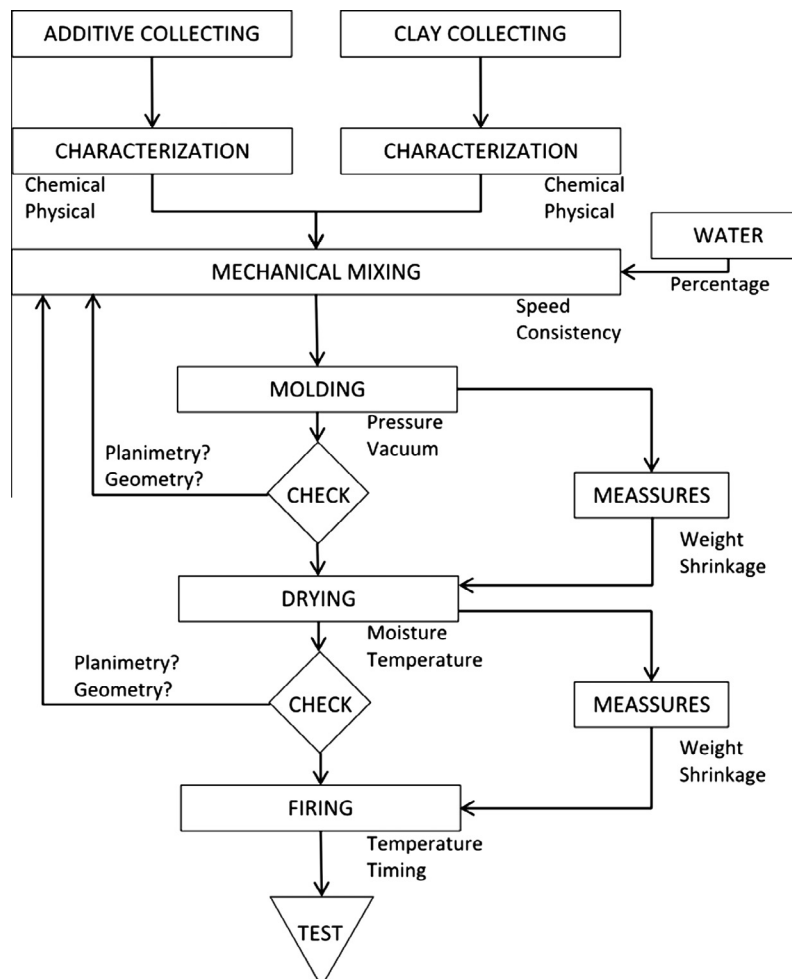 ADDITIVE COLLECTING
CLAY COLLECTING
CHARACTERIZATION
CHARACTERIZATION
Chemical
Physical
Chemical
Physical
WATER
MECHANICAL MIXING
Percentage
Speed
Consistency
MOLDING
Pressure
Vacuum
Planimetry?
Geometry?
CHECK
MEASSURES
Weight
Shrinkage
DRYING
Moisture
Temperature
Planimetry?
Geometry?
CHECK
MEASSURES
Weight
Shrinkage
FIRING
Temperature
Timing
TEST